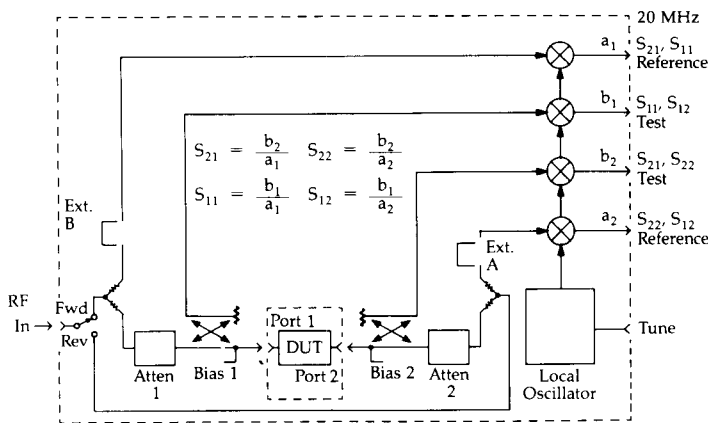 20 MHz
a1 S21, S11
Reference
b1 S11, S12
Test
S21 = b2/a1 S22 = b2/a2
b2 S21, S22
Test
S11 = b1/a1 S12 = b1/a2
Ext.
B
a2 S22, S12
Reference
Ext.
A
RF
In
Fwd
Rev
Port 1
DUT
Port 2
Tune
Atten
1
Bias 1
Bias 2
Atten
2
Local
Oscillator